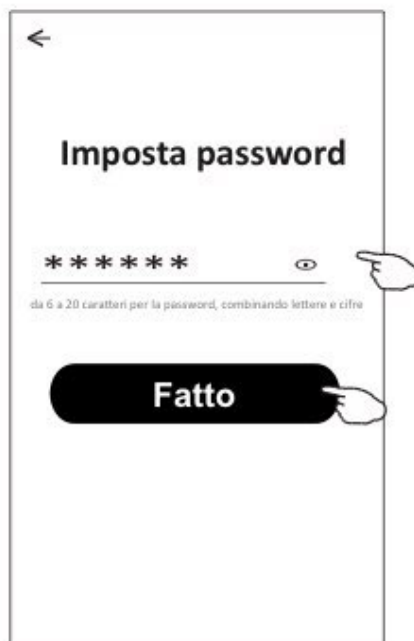 Imposta password
******
da 6 a 20 caratteri per la password, combinando lettere e cifre
Fatto